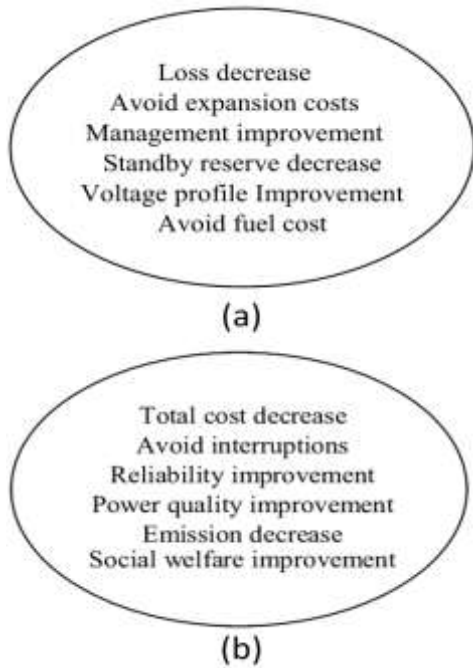 Loss decrease
Avoid expansion costs
Management improvement
Standby reserve decrease
Voltage profile Improvement
Avoid fuel cost
(a)
Total cost decrease
Avoid interruptions
Reliability improvement
Power quality improvement
Emission decrease
Social welfare improvement
(b)